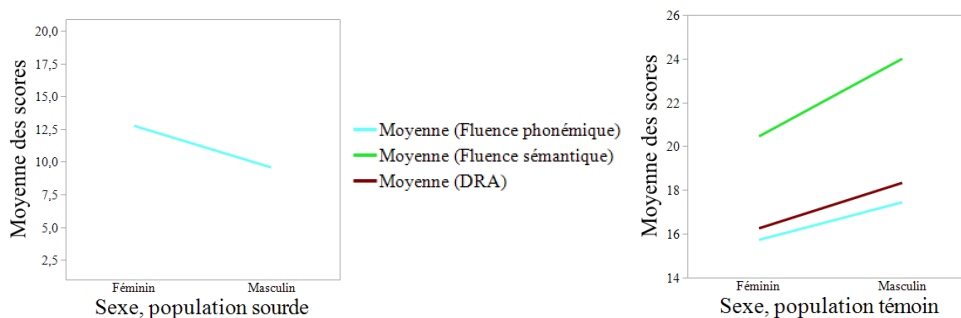 Moyenne des scores
20,0
17,5
15,0
12,5
10,0
7,5
5,0
2,5
Féminin
Masculin
Sexe, population sourde
Moyenne (Fluence phonémique)
Moyenne (Fluence sémantique)
Moyenne (DRA)
Moyenne des scores
26
24
22
20
18
16
14
Féminin
Masculin
Sexe, population témoin